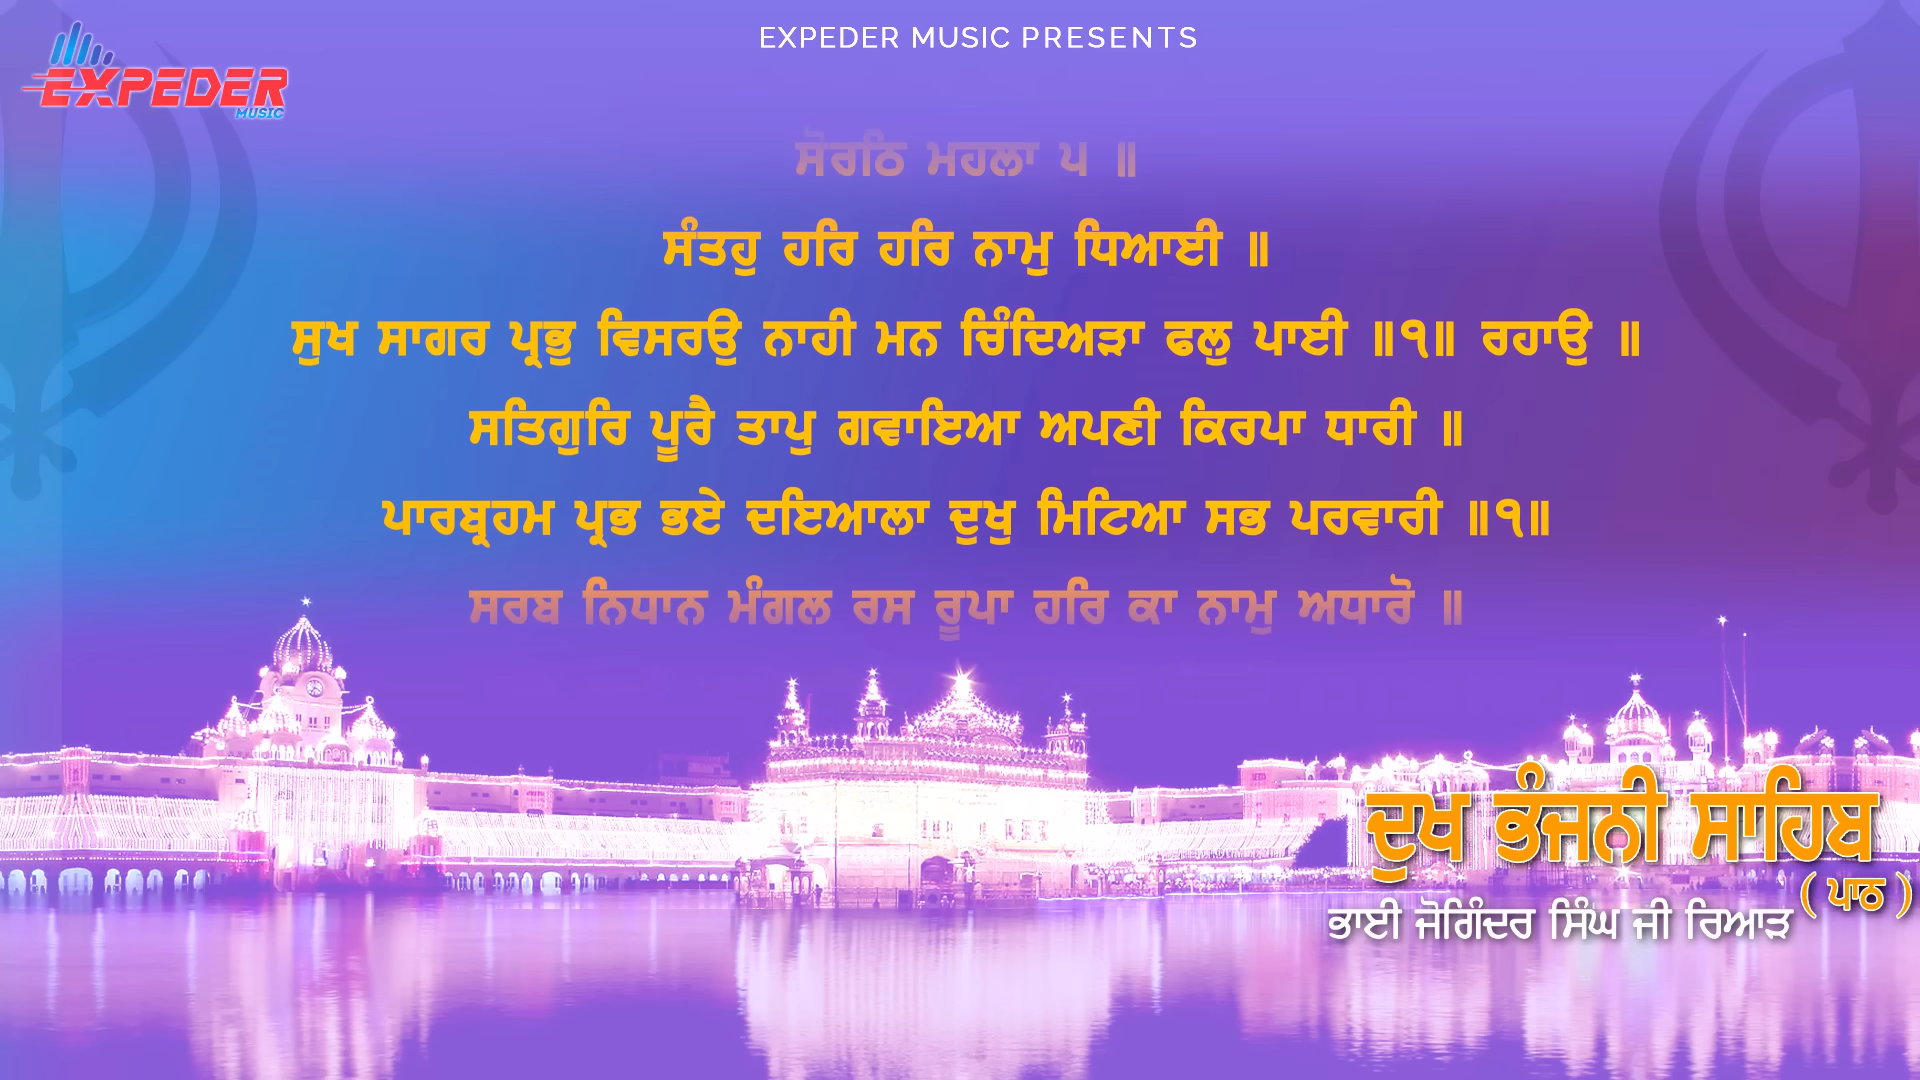 EXPEDER MUSIC PRESENTS
EXPEDER
MUSIC
ਸੋਰਠਿ ਮਹਲਾ ੫ ॥
ਸੰਤਹੁ ਹਰਿ ਹਰਿ ਨਾਮੁ ਧਿਆਈ ॥
ਸੁਖ ਸਾਗਰ ਪ੍ਰਭੁ ਵਿਸਰਉ ਨਾਹੀ ਮਨ ਚਿੰਦਿਅੜਾ ਫਲੁ ਪਾਈ ॥੧॥ ਰਹਾਉ ॥
ਸਤਿਗੁਰਿ ਪੂਰੈ ਤਾਪੁ ਗਵਾਇਆ ਅਪਣੀ ਕਿਰਪਾ ਧਾਰੀ ॥
ਪਾਰਬ੍ਰਹਮ ਪ੍ਰਭ ਭਏ ਦਇਆਲਾ ਦੁਖੁ ਮਿਟਿਆ ਸਭ ਪਰਵਾਰੀ ॥੧॥
ਸਰਬ ਨਿਧਾਨ ਮੰਗਲ ਰਸ ਰੂਪਾ ਹਰਿ ਕਾ ਨਾਮੁ ਅਧਾਰੋ ॥
ਦੁਖ ਭੰਜਨੀ ਸਾਹਿਬ
( ਪਾਠ )
ਭਾਈ ਜੋਗਿੰਦਰ ਸਿੰਘ ਜੀ ਰਿਆੜ